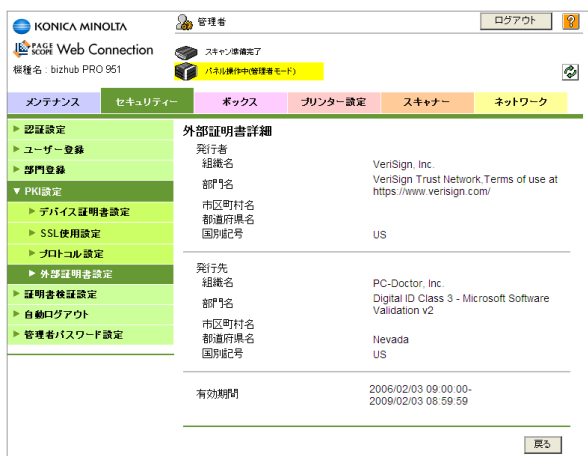 KONICA MINOLTA
管理者
ログアウト
?
PAGE SCOPE Web Connection
スキャン準備完了
機種名 : bizhub PRO 951
パネル操作中(管理者モード)
メンテナンス
セキュリティー
ボックス
プリンター設定
スキャナー
ネットワーク
認証設定
ユーザー登録
部門登録
PKI設定
デバイス証明書設定
SSL使用設定
プロトコル設定
外部証明書設定
証明書検証設定
自動ログアウト
管理者パスワード設定
外部証明書詳細
発行者
組織名
VeriSign, Inc.
部門名
VeriSign Trust Network,Terms of use at
https://www.verisign.com/
市区町村名
都道府県名
国別記号
US
発行先
組織名
PC-Doctor, Inc.
部門名
Digital ID Class 3 - Microsoft Software
Validation v2
市区町村名
都道府県名
Nevada
国別記号
US
有効期間
2006/02/03 09:00:00-
2009/02/03 08:59:59
戻る